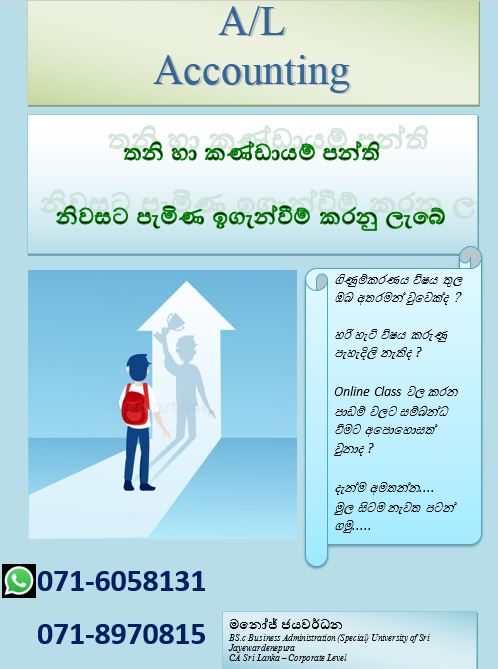 A/L
Accounting
තනි හා කණ්ඩායම් පන්ති
නිවසට පැමිණ ඉගැන්වීම් කරනු ලැබේ
ගිණුම්කරණය විෂය තුල
ඔබ අතරමන් වූවෙක්ද ?
හරි හැටි විෂය කරුණු
පැහැදිලි නැතිද ?
Online Class වල කරන
පාඩම් වලට සම්බන්ධ
වීමට අපොහොසත්
වුනාද ?
දැන්ම අමතන්න....
මුල සිටම නැවත පටන්
ගමු.....
071-6058131
071-8970815
මනෝජ් ජයවර්ධන
BS.c Business Administration (Special) University of Sri
Jayewardenepura
CA Sri Lanka – Corporate Level